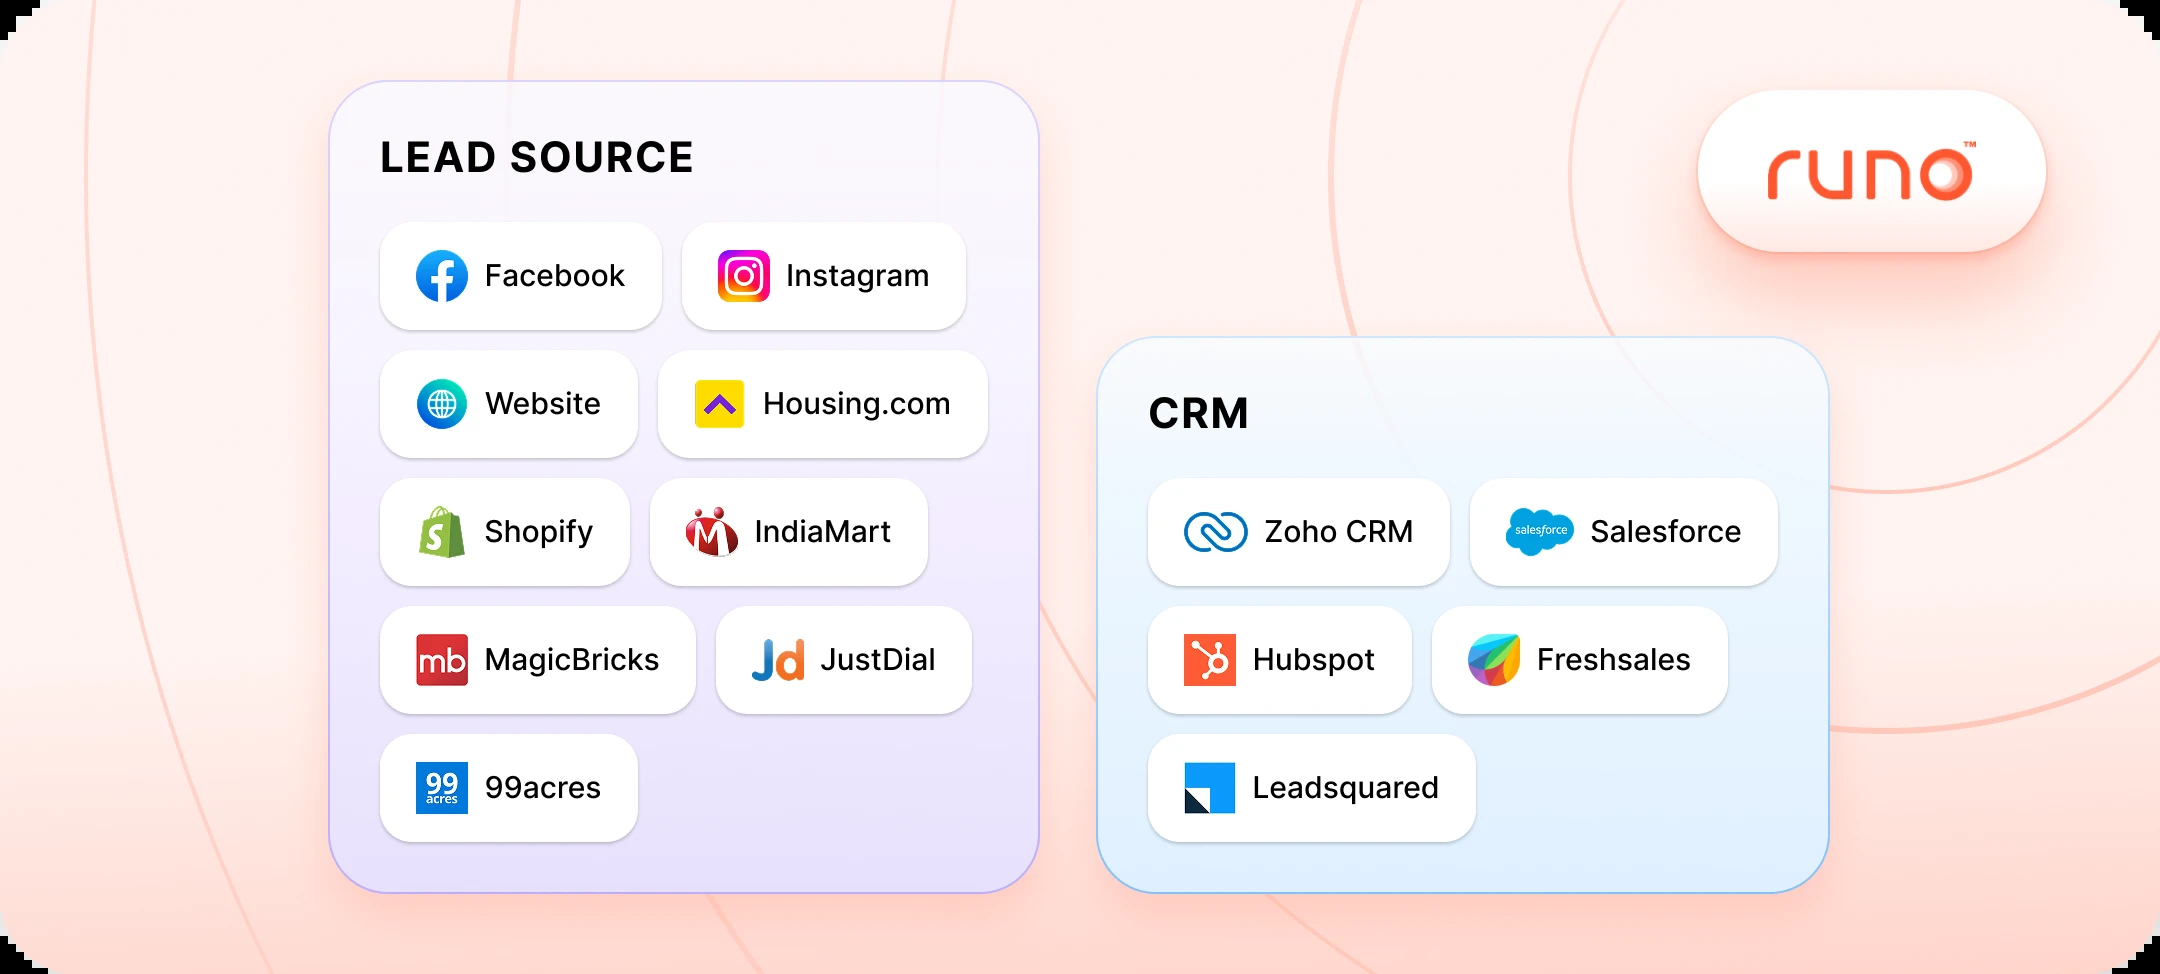 LEAD SOURCE
Facebook
Instagram
Website
Housing.com
Shopify
IndiaMart
mb MagicBricks
Jd JustDial
99 acres 99acres
runo™
CRM
Zoho CRM
salesforce Salesforce
Hubspot
Freshsales
Leadsquared